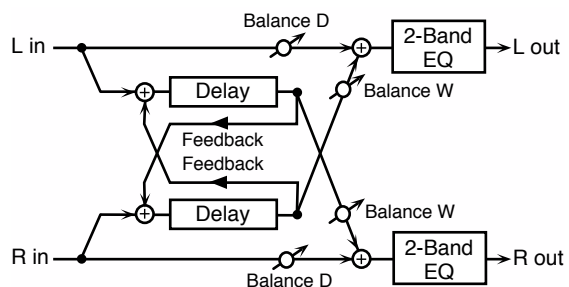 Balance D
L in
2-Band
EQ
L out
Delay
Balance W
Feedback
Feedback
Delay
Balance W
R in
2-Band
EQ
R out
Balance D